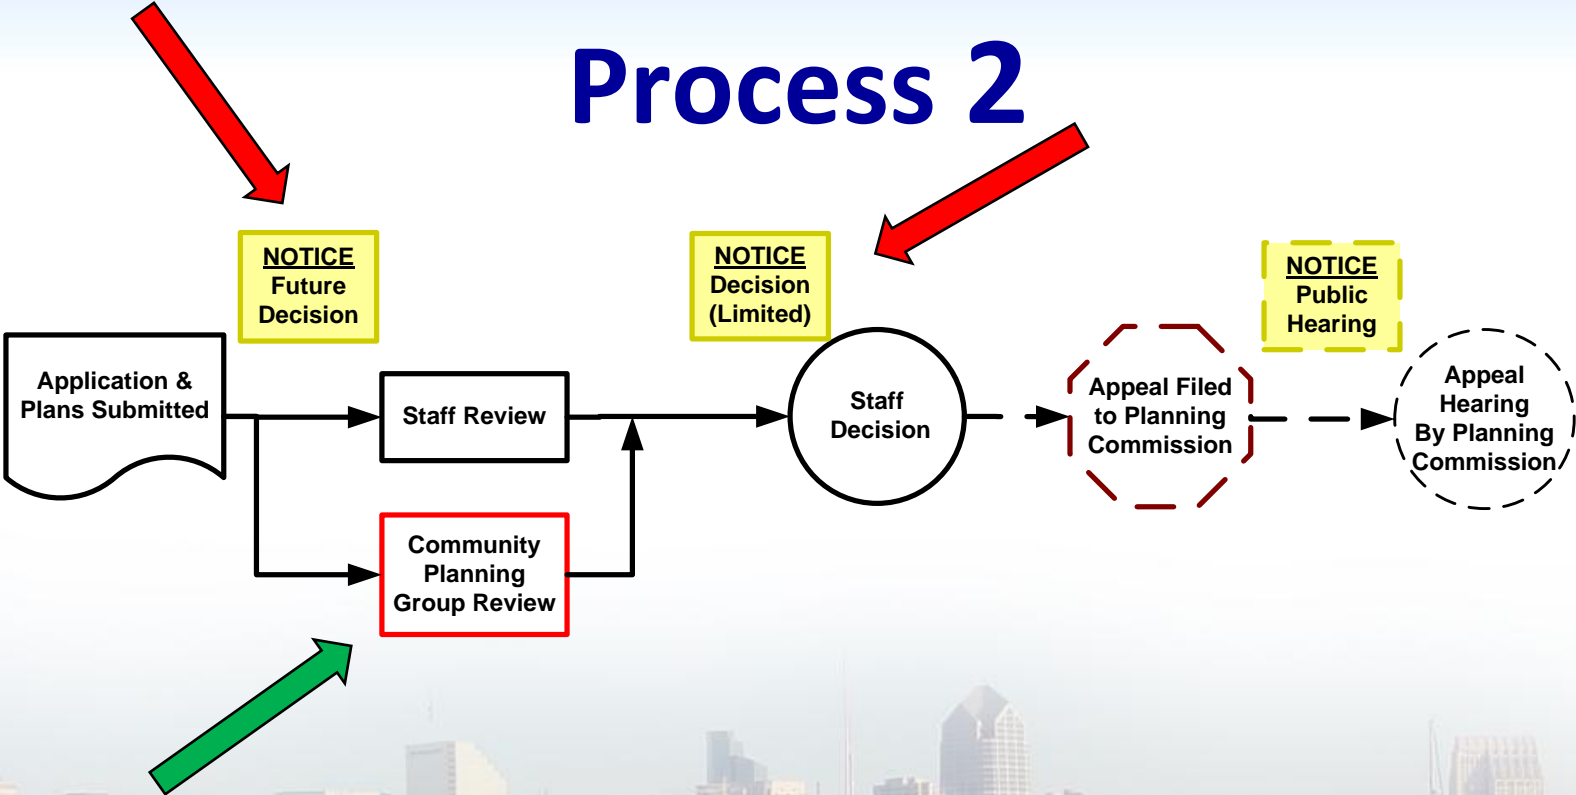 Process 2
NOTICE
Future
Decision
NOTICE
Decision
(Limited)
NOTICE
Public
Hearing
Application &
Plans Submitted
Staff Review
Community
Planning
Group Review
Staff
Decision
Appeal Filed
to Planning
Commission
Appeal
Hearing
By Planning
Commission